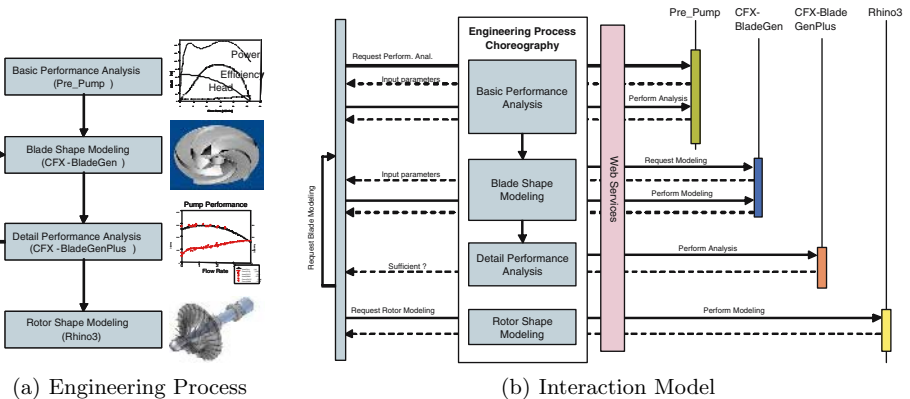 Basic Performance Analysis
(Pre_Pump )
Power
Efficiency
Head
Blade Shape Modeling
(CFX -BladeGen )
Detail Performance Analysis
(CFX -BladeGenPlus )
Pump Performance
Flow Rate
Rotor Shape Modeling
(Rhino3)
(a) Engineering Process
Pre_Pump
CFX-
BladeGen
CFX-Blade
GenPlus
Rhino3
Engineering Process
Choreography
Request Perform. Anal.
Input parameters
Basic Performance
Analysis
Perform Analysis
Web Services
Request Modeling
Input parameters
Blade Shape
Modeling
Perform Modeling
Request Blade Modeling
Detail Performance
Analysis
Perform Analysis
Sufficient ?
Request Rotor Modeling
Rotor Shape
Modeling
Perform Modeling
(b) Interaction Model